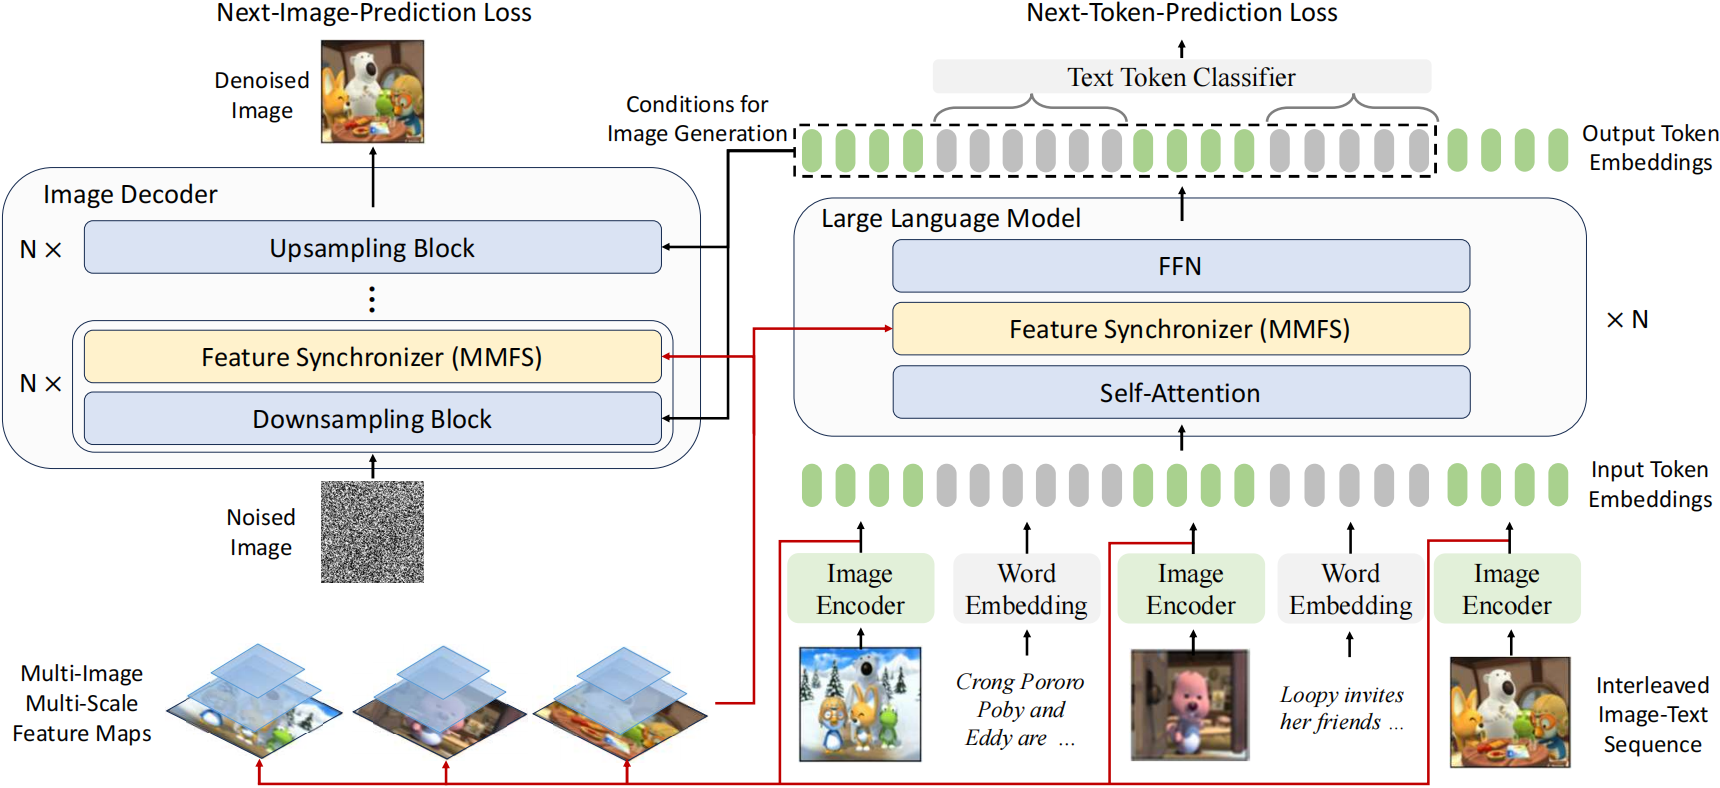 Next-Image-Prediction Loss
Next-Token-Prediction Loss
Denoised
Image
Text Token Classifier
Conditions for
Image Generation
Output Token
Embeddings
Image Decoder
N ×
Upsampling Block
N ×
Feature Synchronizer (MMFS)
Downsampling Block
Large Language Model
FFN
Feature Synchronizer (MMFS)
Self-Attention
× N
Noised
Image
Input Token
Embeddings
Image
Encoder
Word
Embedding
Image
Encoder
Word
Embedding
Image
Encoder
Multi-Image
Multi-Scale
Feature Maps
Crong Pororo
Poby and
Eddy are ...
Loopy invites
her friends ...
Interleaved
Image-Text
Sequence